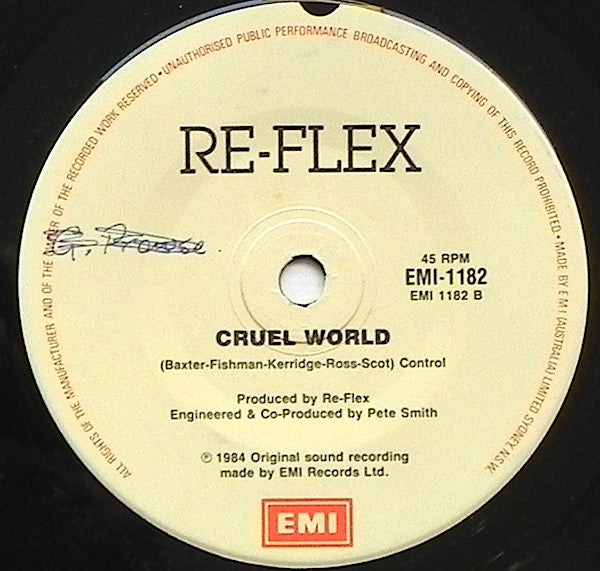 ALL RIGHTS OF THE MANUFACTURER AND OF THE OWNER OF THE RECORDED WORK RESERVED•UNAUTHORISED PUBLIC PERFORMANCE BROADCASTING AND COPYING OF THIS RECORD PROHIBITED•MADE BY E M I (AUSTRALIA) LIMITED SYDNEY N.S.W.
RE-FLEX
G.
45 RPM
EMI-1182
EMI 1182 B
CRUEL WORLD
(Baxter-Fishman-Kerridge-Ross-Scot) Control
Produced by Re-Flex
Engineered & Co-Produced by Pete Smith
℗ 1984 Original sound recording
made by EMI Records Ltd.
EMI